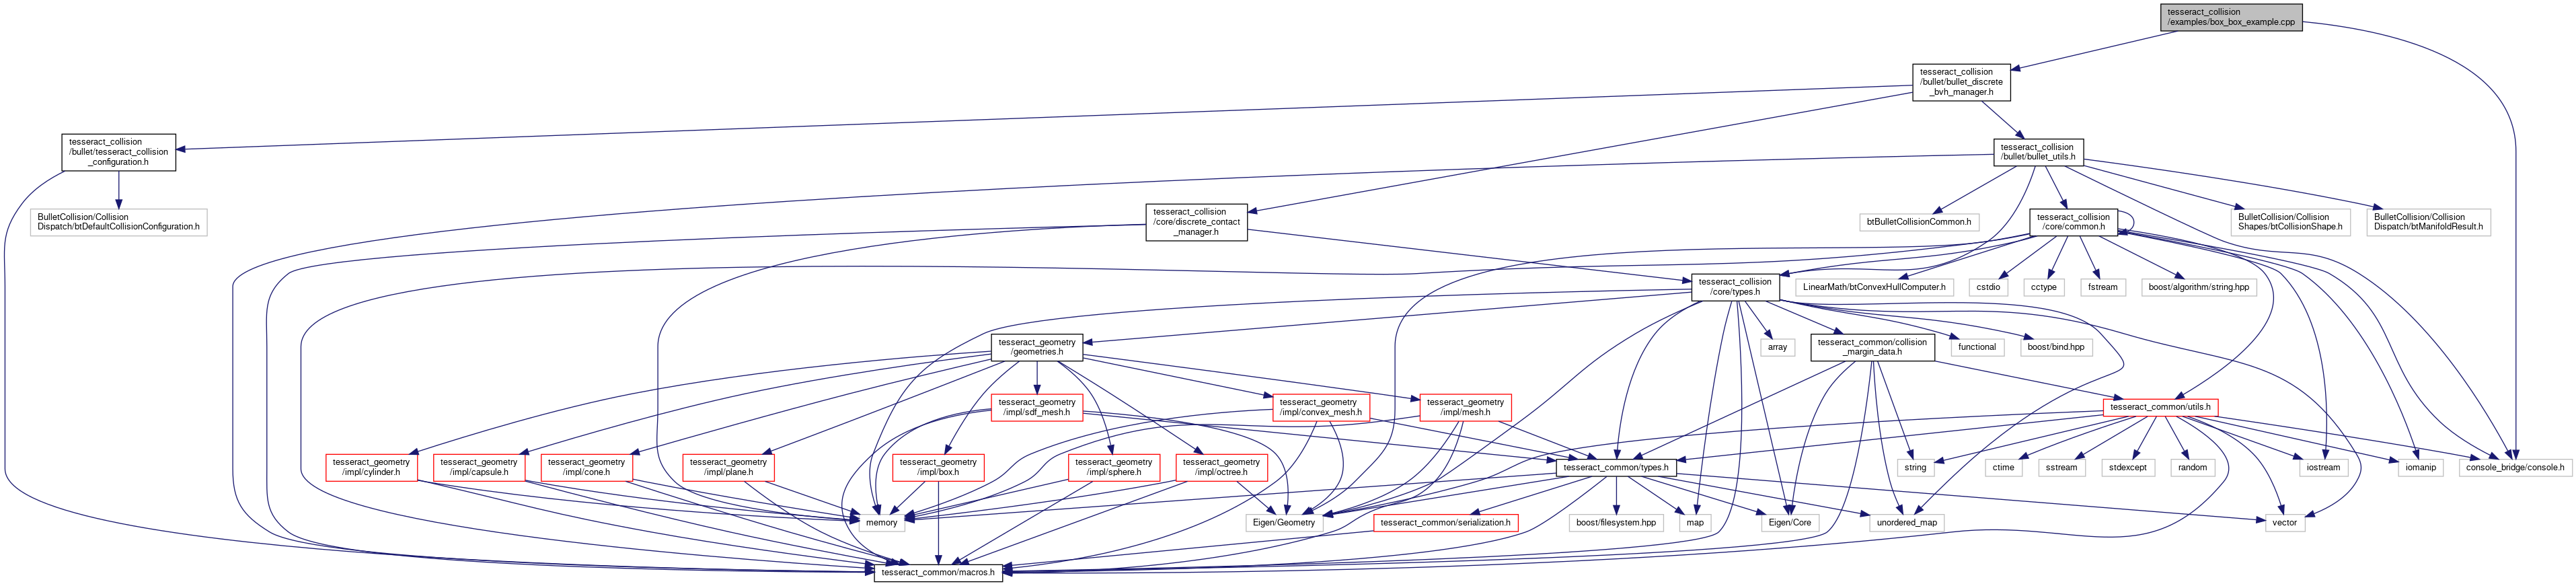 tesseract_collision
/examples/box_box_example.cpp
tesseract_collision
/bullet/bullet_discrete
_bvh_manager.h
tesseract_collision
/bullet/tesseract_collision
_configuration.h
tesseract_collision
/bullet/bullet_utils.h
BulletCollision/Collision
Dispatch/btDefaultCollisionConfiguration.h
tesseract_collision
/core/discrete_contact
_manager.h
btBulletCollisionCommon.h
tesseract_collision
/core/common.h
BulletCollision/Collision
Shapes/btCollisionShape.h
BulletCollision/Collision
Dispatch/btManifoldResult.h
tesseract_collision
/core/types.h
LinearMath/btConvexHullComputer.h
cstdio
cctype
fstream
boost/algorithm/string.hpp
tesseract_geometry
/geometries.h
array
tesseract_common/collision
_margin_data.h
functional
boost/bind.hpp
tesseract_geometry
/impl/sdf_mesh.h
tesseract_geometry
/impl/convex_mesh.h
tesseract_geometry
/impl/mesh.h
tesseract_common/utils.h
tesseract_geometry
/impl/cylinder.h
tesseract_geometry
/impl/capsule.h
tesseract_geometry
/impl/cone.h
tesseract_geometry
/impl/plane.h
tesseract_geometry
/impl/box.h
tesseract_geometry
/impl/sphere.h
tesseract_geometry
/impl/octree.h
tesseract_common/types.h
string
ctime
sstream
stdexcept
random
iostream
iomanip
console_bridge/console.h
memory
Eigen/Geometry
tesseract_common/serialization.h
boost/filesystem.hpp
map
Eigen/Core
unordered_map
vector
tesseract_common/macros.h